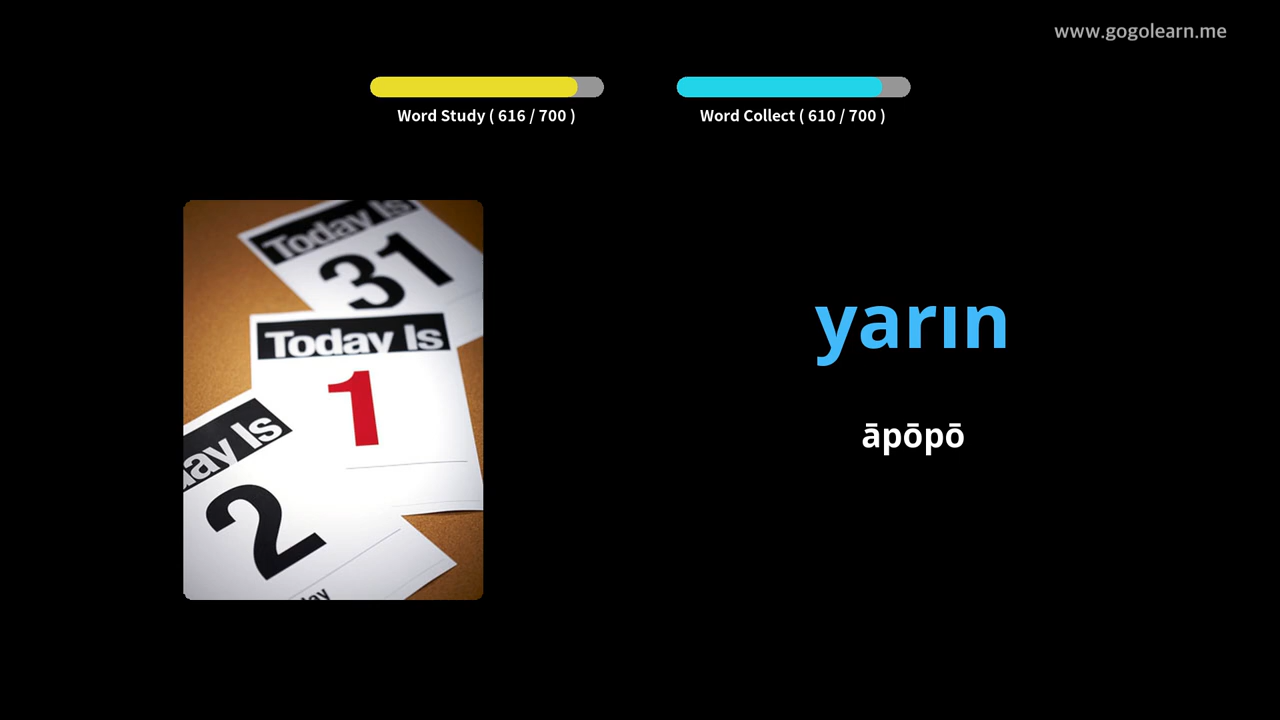 www.gogolearn.me
Word Study ( 616 / 700 )
Word Collect ( 610 / 700 )
Today Is
31
Today Is
1
ay Is
2
yarın
āpōpō